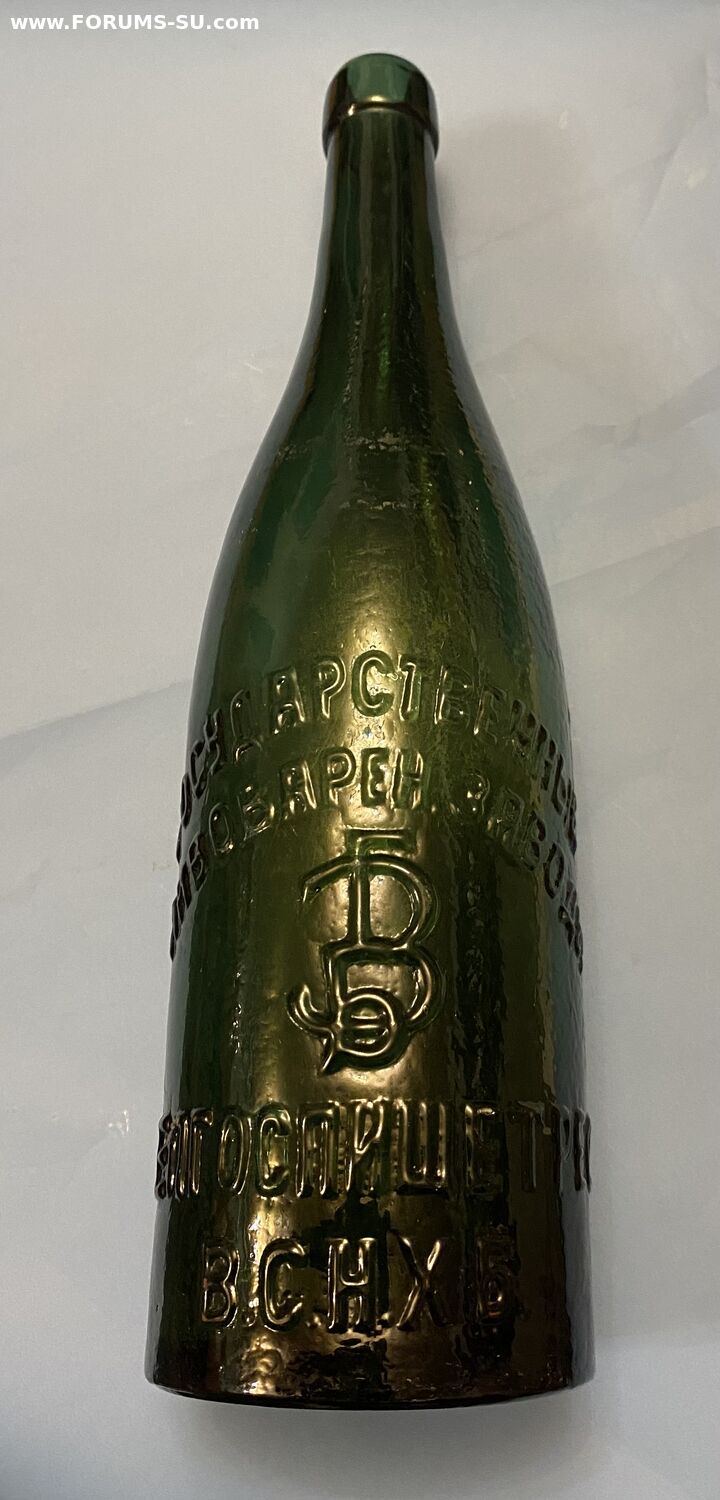 www.FORUMS-SU.com
ГОСУДАРСТВЕННЫЕ
ПИВОВАРЕН. ЗАВОДЫ
БЕЛГОСПИЩЕТРЕСТ
В.С.Н.Х.Б.